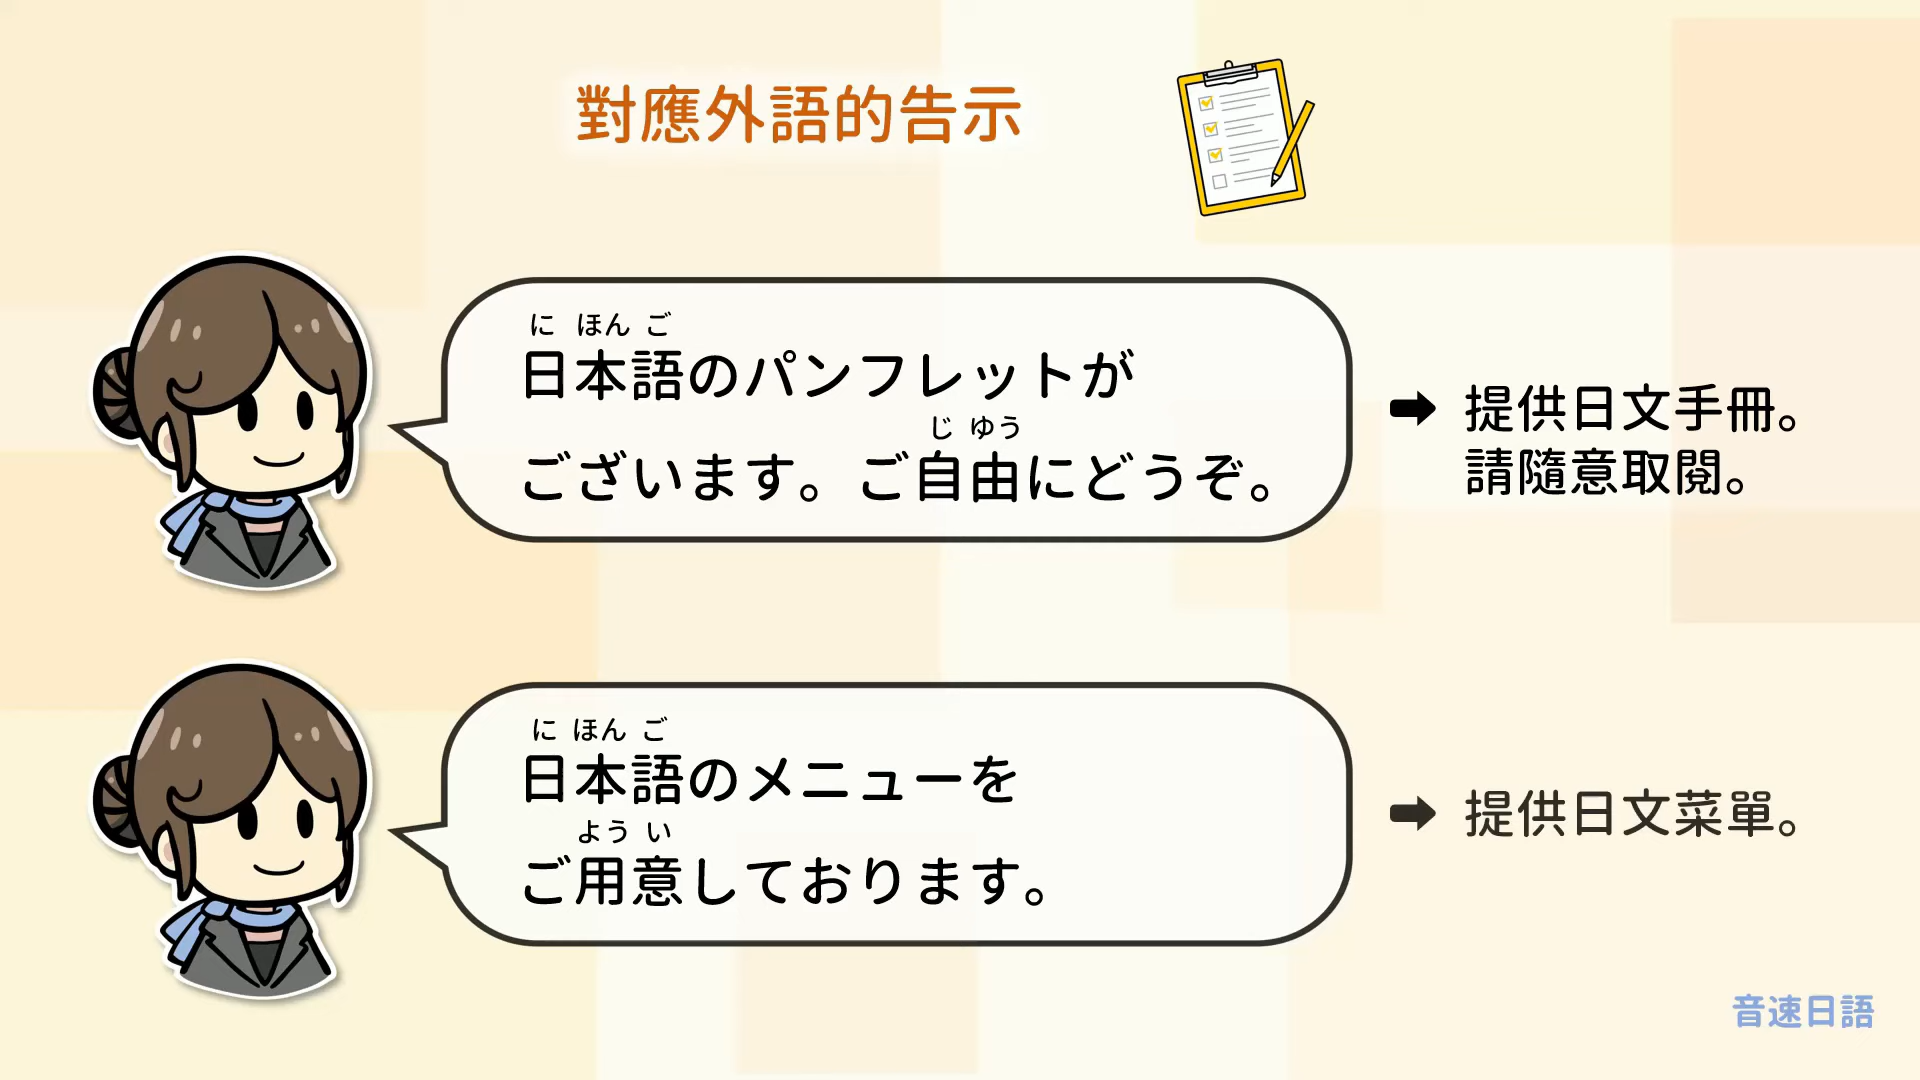 對應外語的告示
に ほん ご
日本語のパンフレットが
じ ゆう
ございます。ご自由にどうぞ。
提供日文手冊。
請隨意取閱。
に ほん ご
日本語のメニューを
よう い
ご用意しております。
提供日文菜單。
音速日語